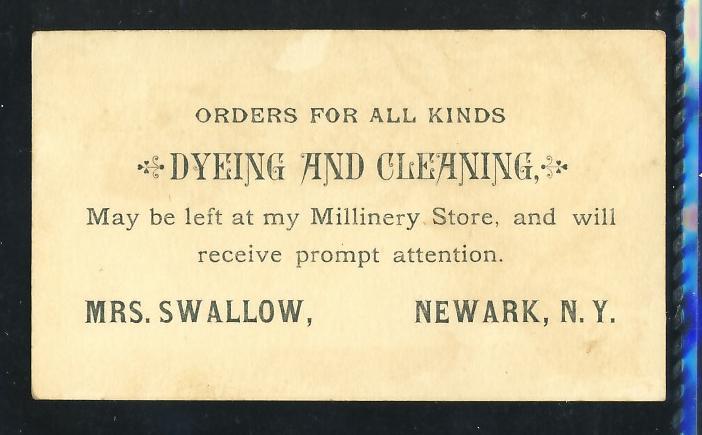 ORDERS FOR ALL KINDS
DYEING AND CLEANING,
May be left at my Millinery Store, and will
receive prompt attention.
MRS. SWALLOW, NEWARK, N. Y.